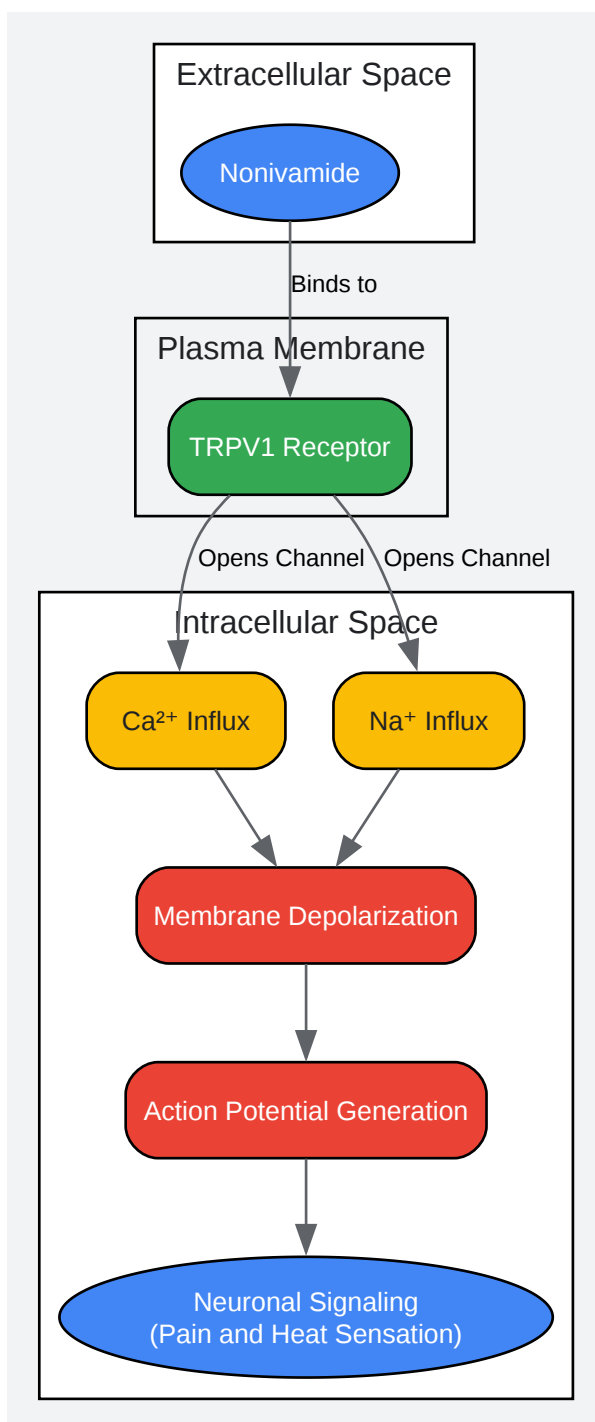 Extracellular Space
Nonivamide
Binds to
Plasma Membrane
TRPV1 Receptor
Opens Channel
Opens Channel
Intracellular Space
Ca²⁺ Influx
Na⁺ Influx
Membrane Depolarization
Action Potential Generation
Neuronal Signaling
(Pain and Heat Sensation)